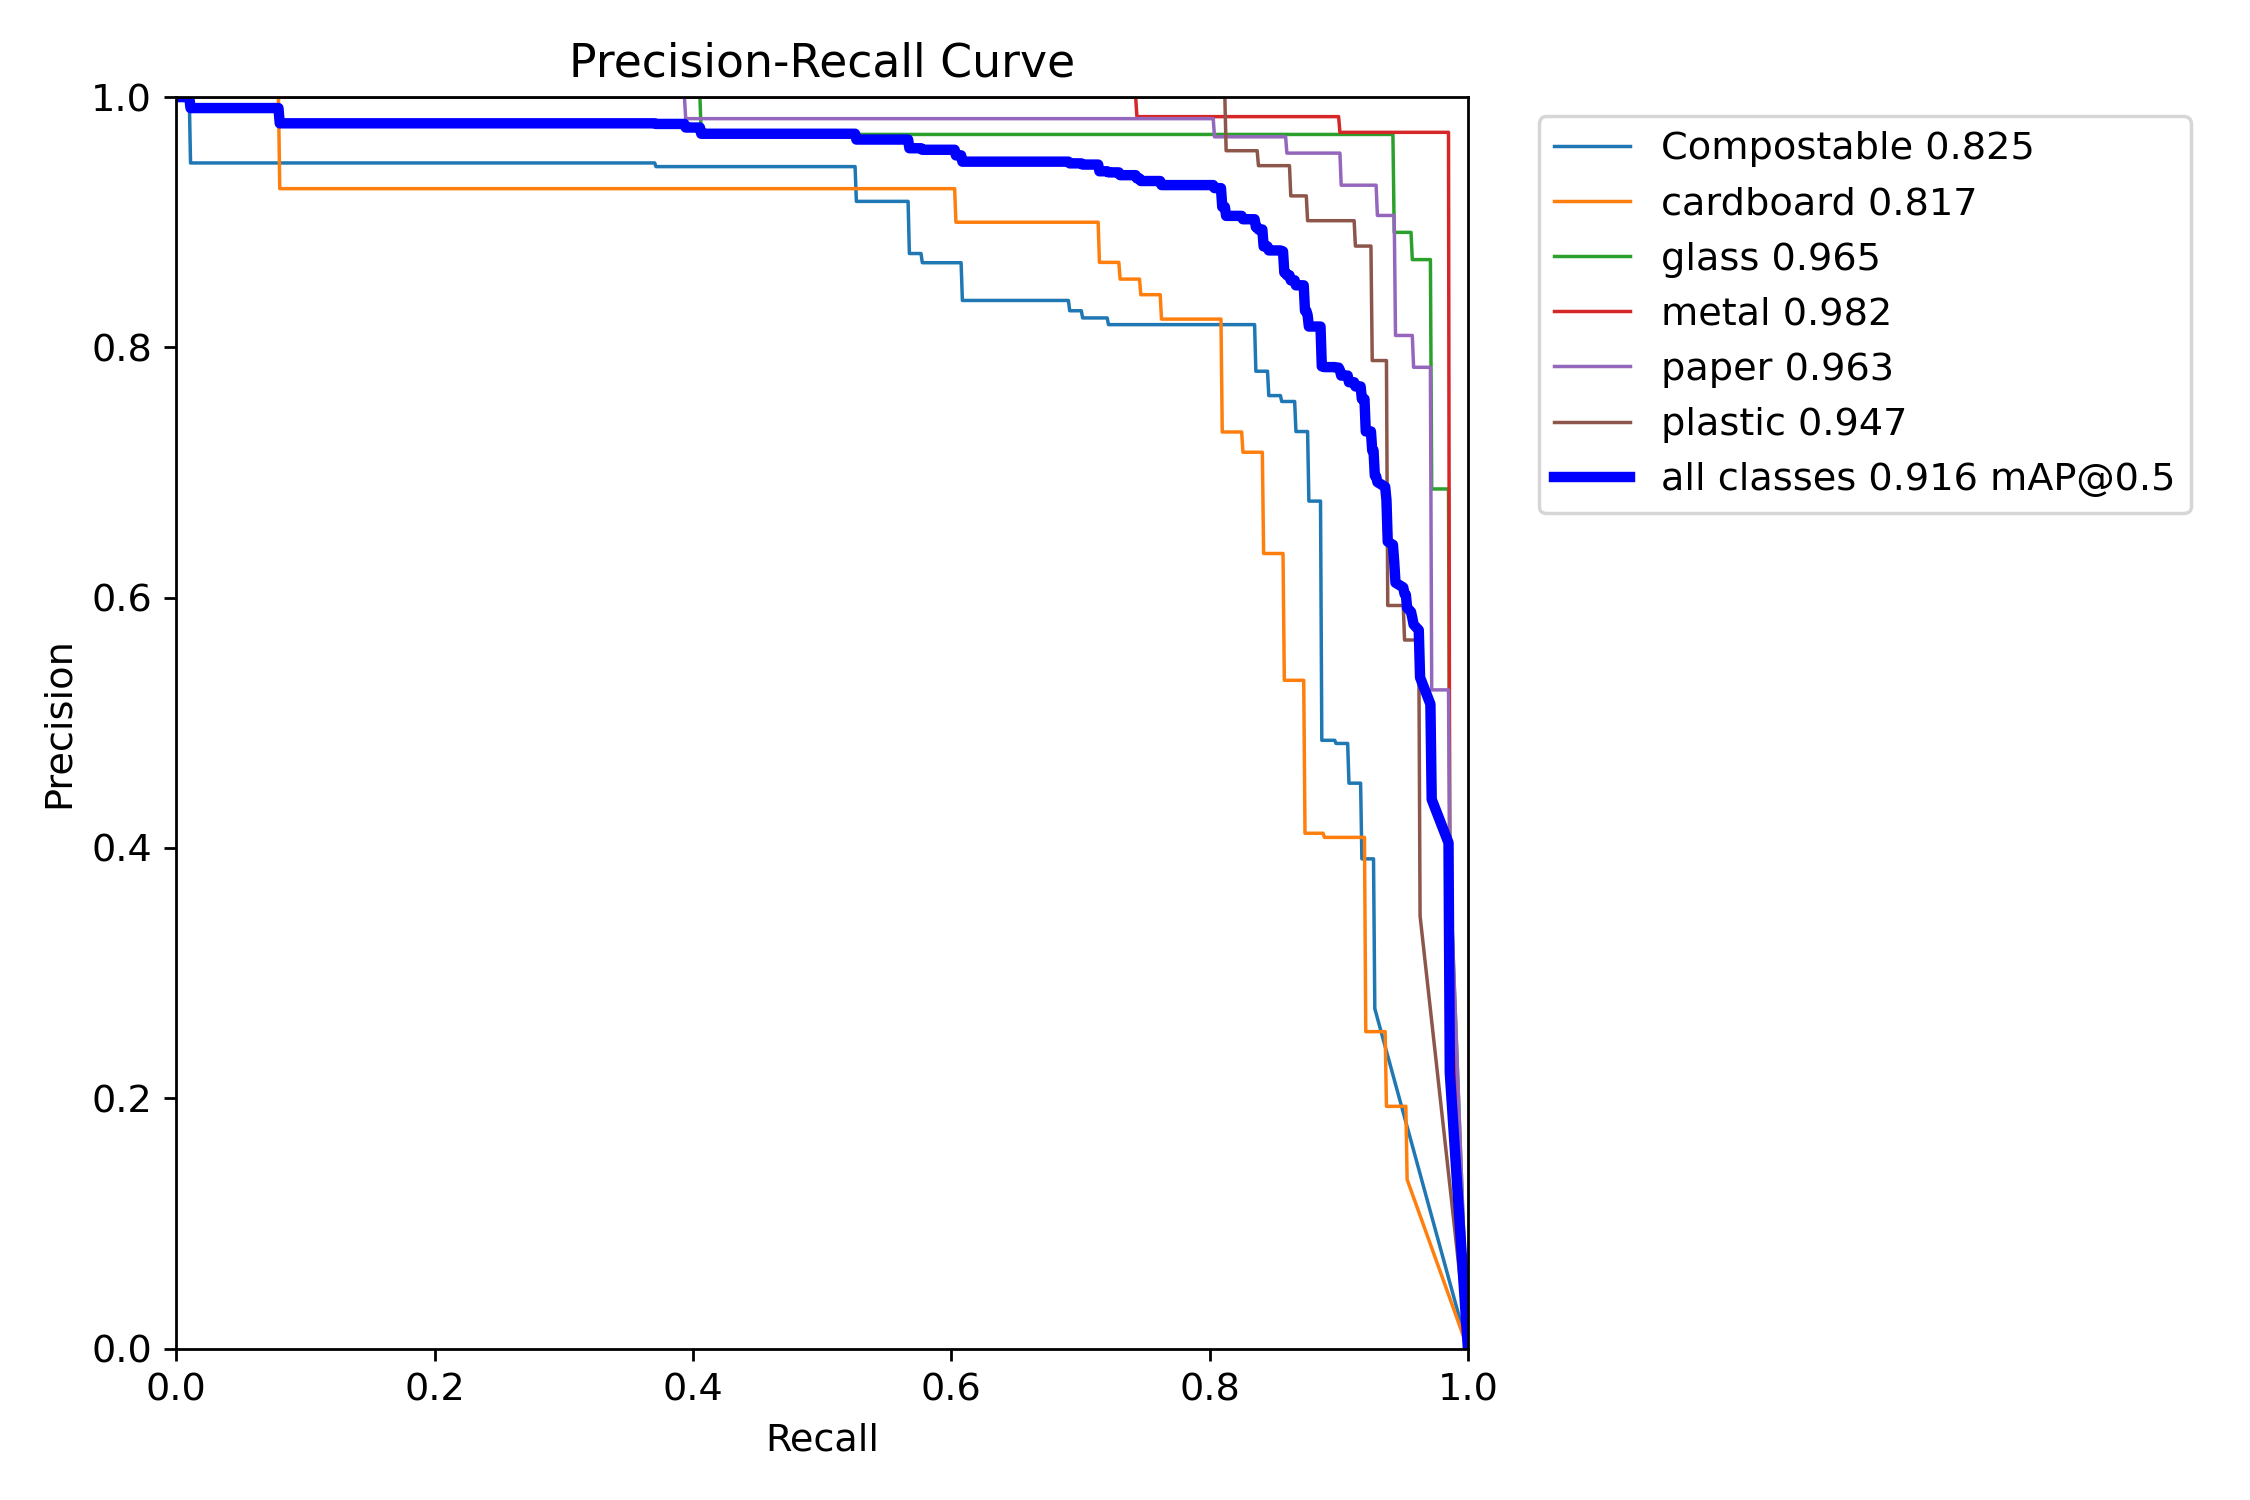 Precision-Recall Curve
1.0
0.8
0.6
0.4
0.2
0.0
Precision
0.0 0.2 0.4 0.6 0.8 1.0
Recall
Compostable 0.825
cardboard 0.817
glass 0.965
metal 0.982
paper 0.963
plastic 0.947
all classes 0.916 mAP@0.5